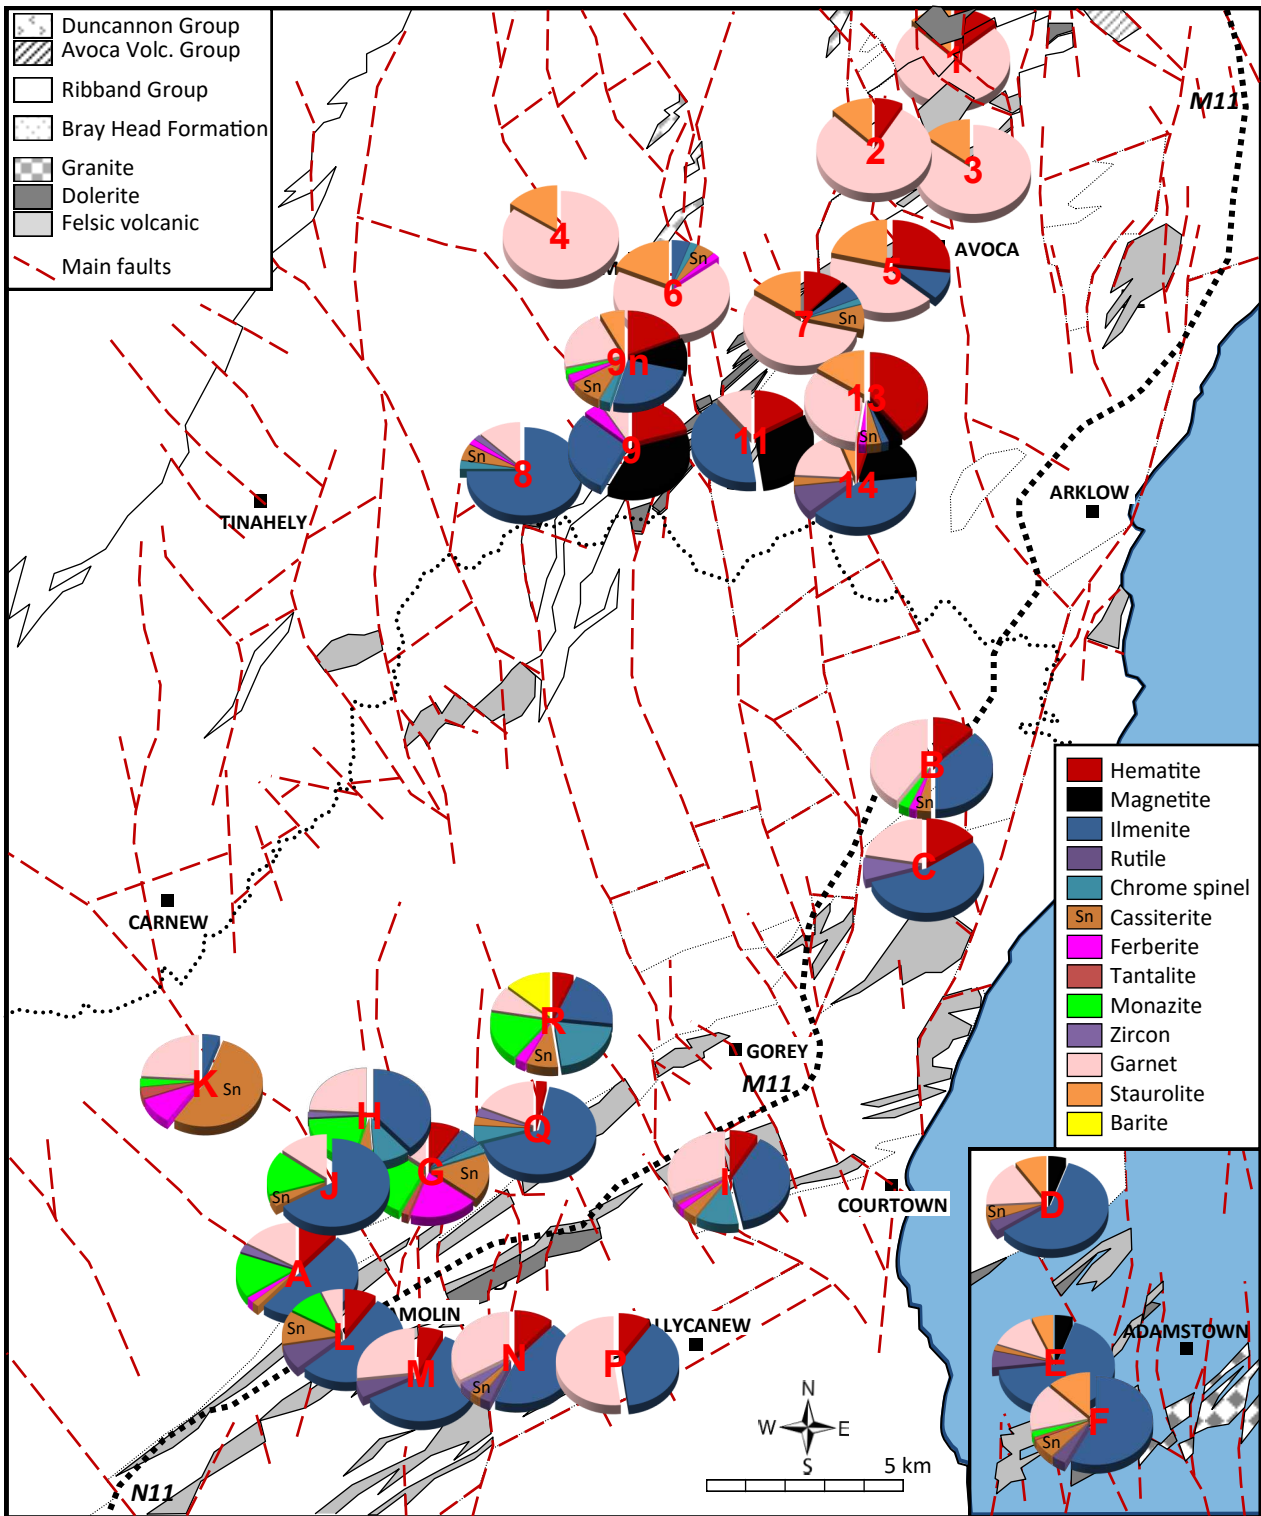 Duncannon Group
Avoca Volc. Group
Ribband Group
Bray Head Formation
Granite
Dolerite
Felsic volcanic
Main faults
M11
1
2
3
4
AVOCA
5
Sn
6
M
7
Sn
9n
Sn
13
Sn
11
9
8
Sn
14
ARKLOW
TINAHELY
B
Sn
C
Hematite
Magnetite
Ilmenite
Rutile
Chrome spinel
Sn Cassiterite
Ferberite
Tantalite
Monazite
Zircon
Garnet
Staurolite
Barite
CARNEW
R
Sn
GOREY
M11
K
Sn
H
Q
G
Sn
J
Sn
I
COURTOWN
A
L
Sn
AMOLIN
LLYCANEW
M
N
Sn
P
D
Sn
ADAMSTOWN
E
F
Sn
N
W E
S
5 km
N11